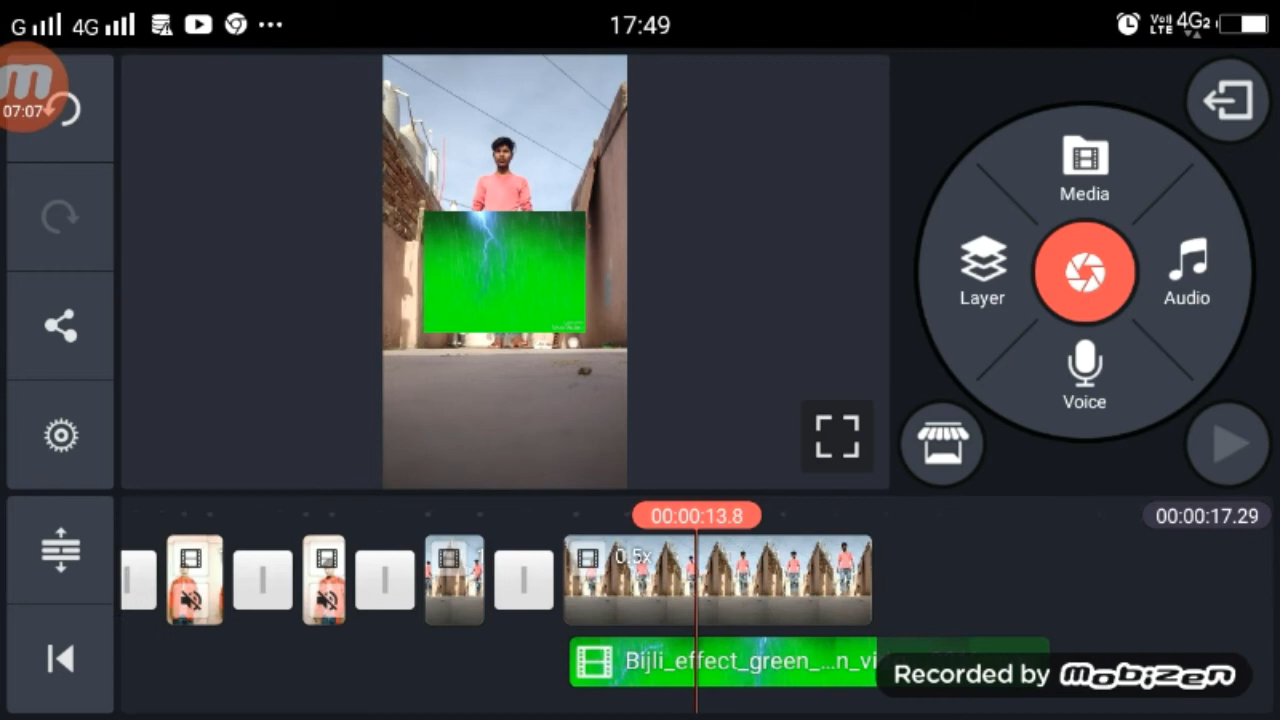 G 4G 17:49 Voll LTE 4G2
07:07
Media
Layer
Audio
Voice
00:00:13.8
00:00:17.29
0.5x
Bijli_effect_green_...n_vi
Recorded by mobizen